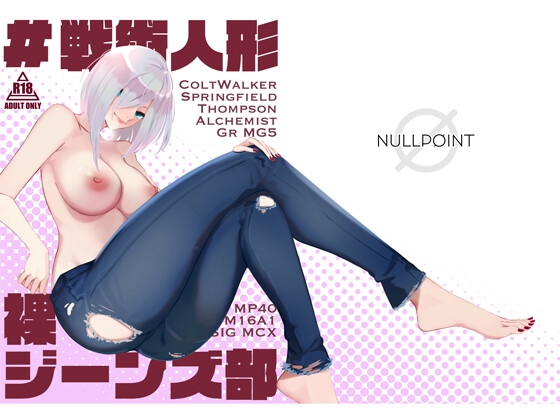 #戦術人形
R18
ADULT ONLY
ColtWalker
Springfield
Thompson
Alchemist
Gr MG5
NULLPOINT
MP40
M16A1
SIG MCX
裸
ジーンズ部